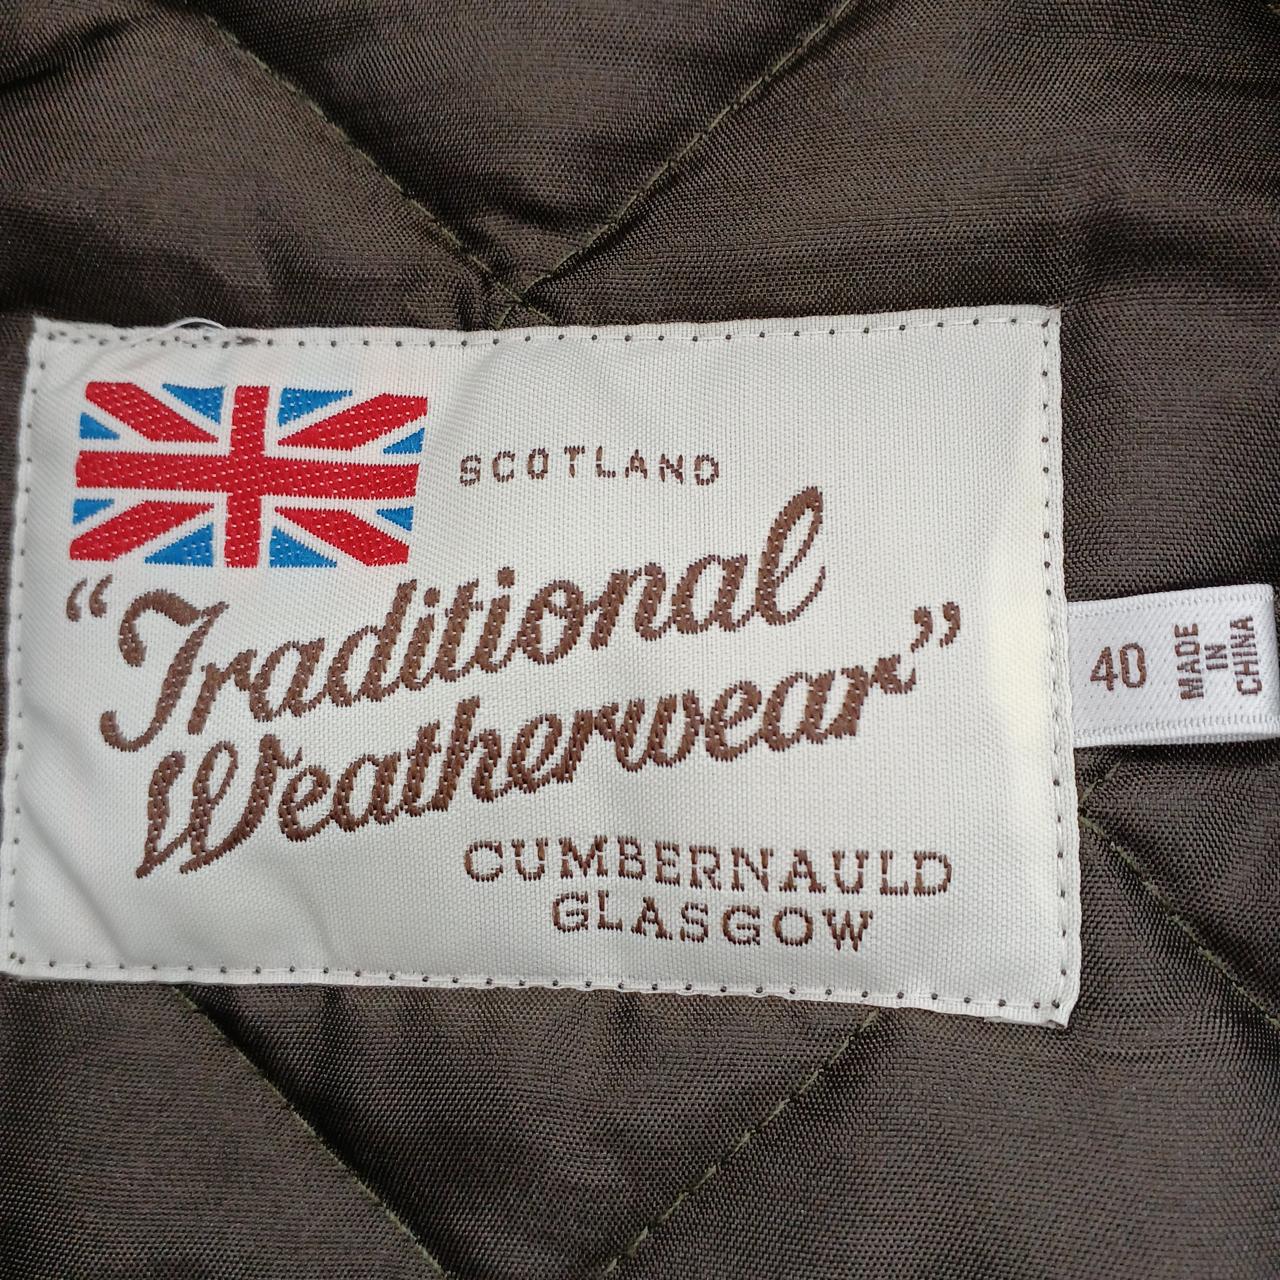 SCOTLAND
“Traditional
Weatherwear”
CUMBERNAULD
GLASGOW
40
MADE
IN
CHINA